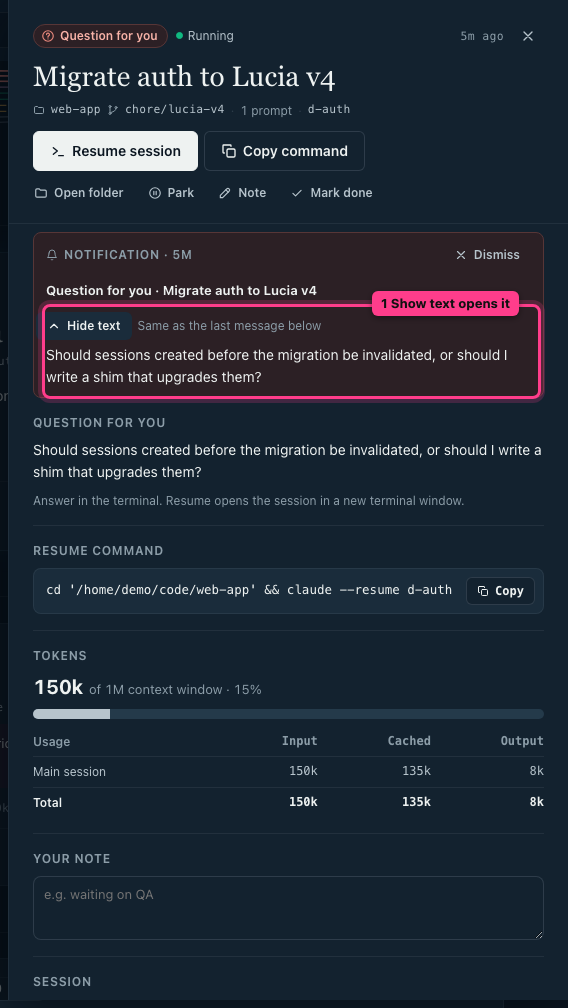 Question for you
Running
5m ago
Migrate auth to Lucia v4
web-app chore/lucia-v4 · 1 prompt · d-auth
Resume session
Copy command
Open folder
Park
Note
Mark done
NOTIFICATION · 5M
Dismiss
Question for you · Migrate auth to Lucia v4
1 Show text opens it
Hide text
Same as the last message below
Should sessions created before the migration be invalidated, or should I
write a shim that upgrades them?
QUESTION FOR YOU
Should sessions created before the migration be invalidated, or should I write a
shim that upgrades them?
Answer in the terminal. Resume opens the session in a new terminal window.
RESUME COMMAND
cd '/home/demo/code/web-app' && claude --resume d-auth
Copy
TOKENS
150k of 1M context window · 15%
Usage Input Cached Output
Main session 150k 135k 8k
Total 150k 135k 8k
YOUR NOTE
e.g. waiting on QA
SESSION